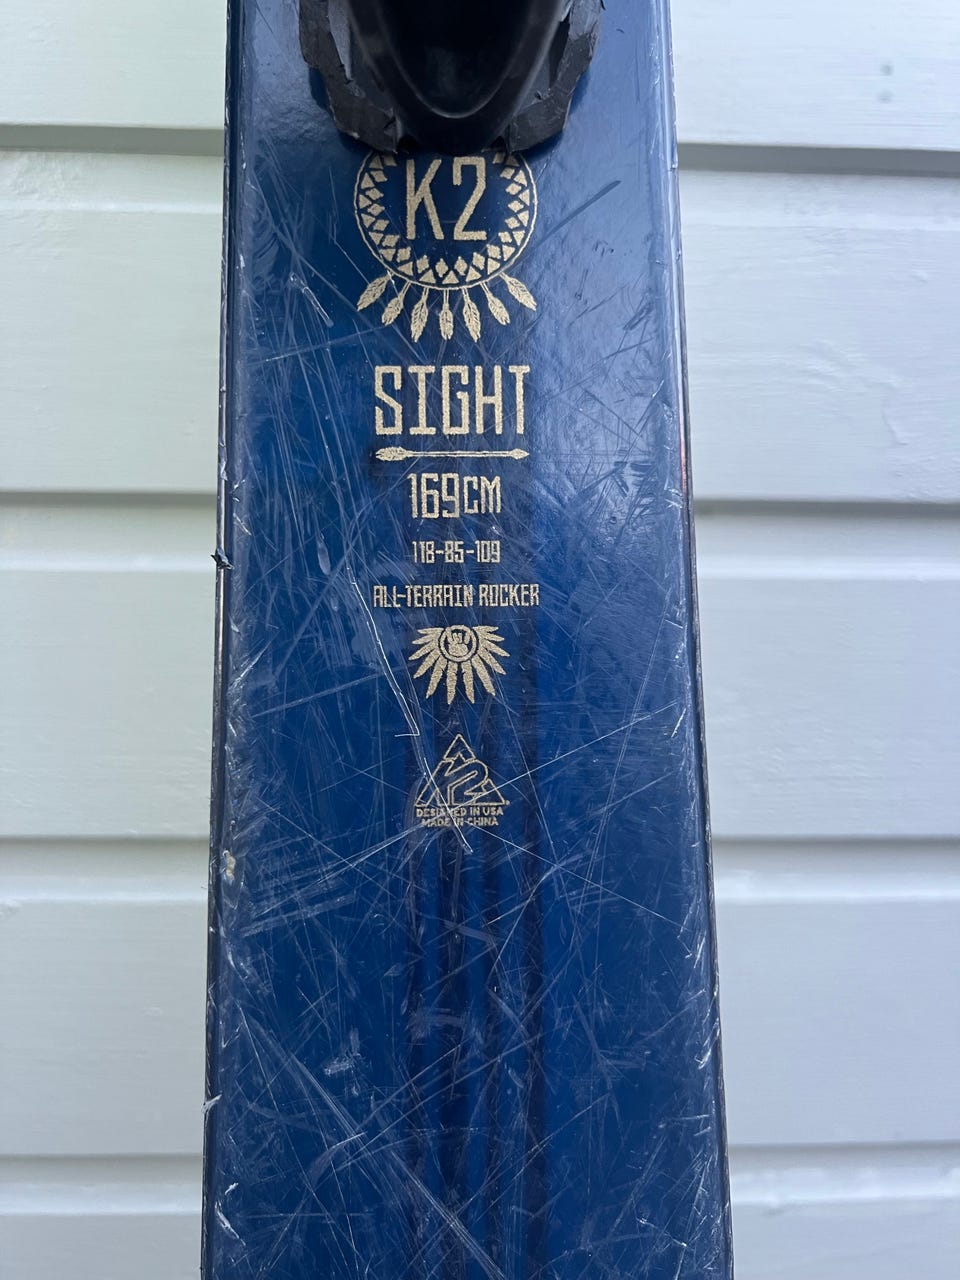 K2
SIGHT
169CM
118-85-109
ALL-TERRAIN ROCKER
K2
DESIGNED IN USA
MADE IN CHINA